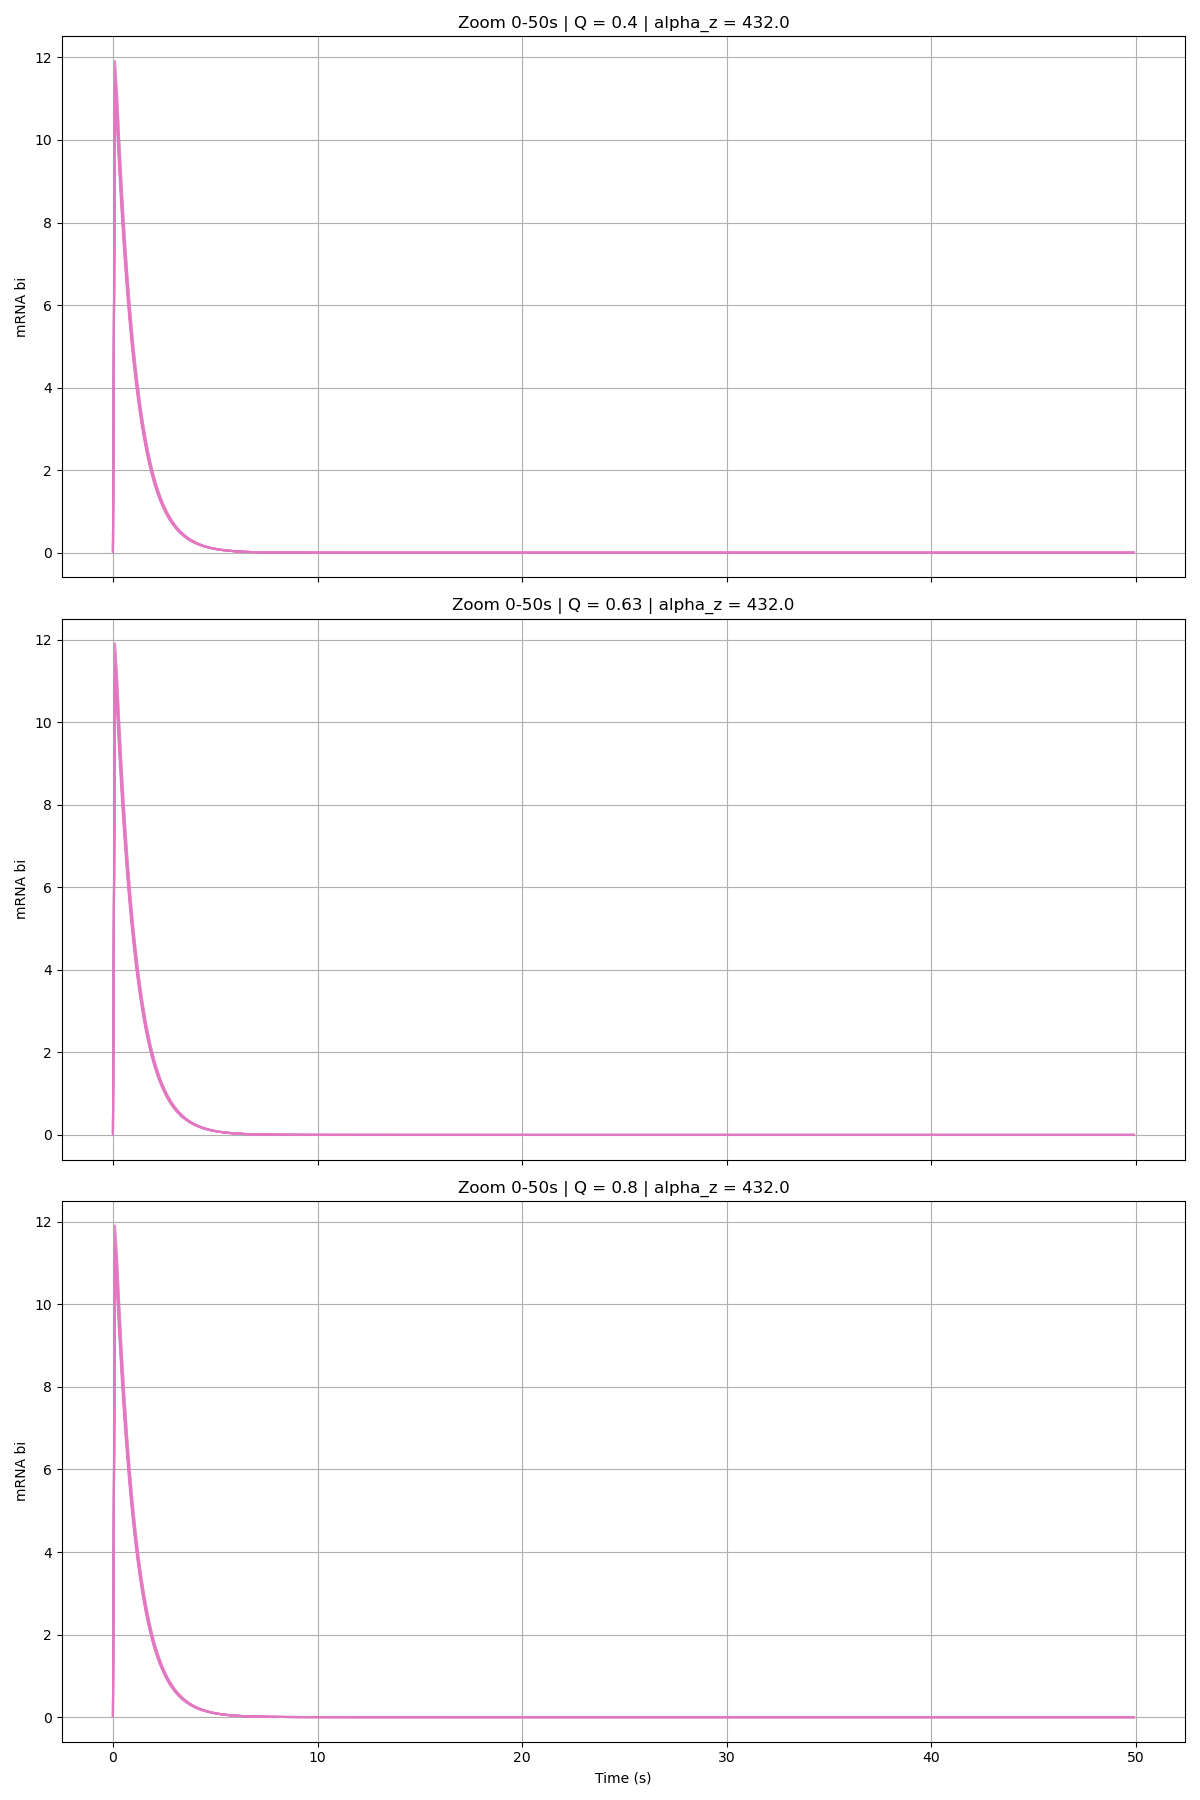 Zoom 0-50s | Q = 0.4 | alpha_z = 432.0
12
10
8
6
4
2
0
mRNA bi
Zoom 0-50s | Q = 0.63 | alpha_z = 432.0
12
10
8
6
4
2
0
mRNA bi
Zoom 0-50s | Q = 0.8 | alpha_z = 432.0
12
10
8
6
4
2
0
mRNA bi
0 10 20 30 40 50
Time (s)